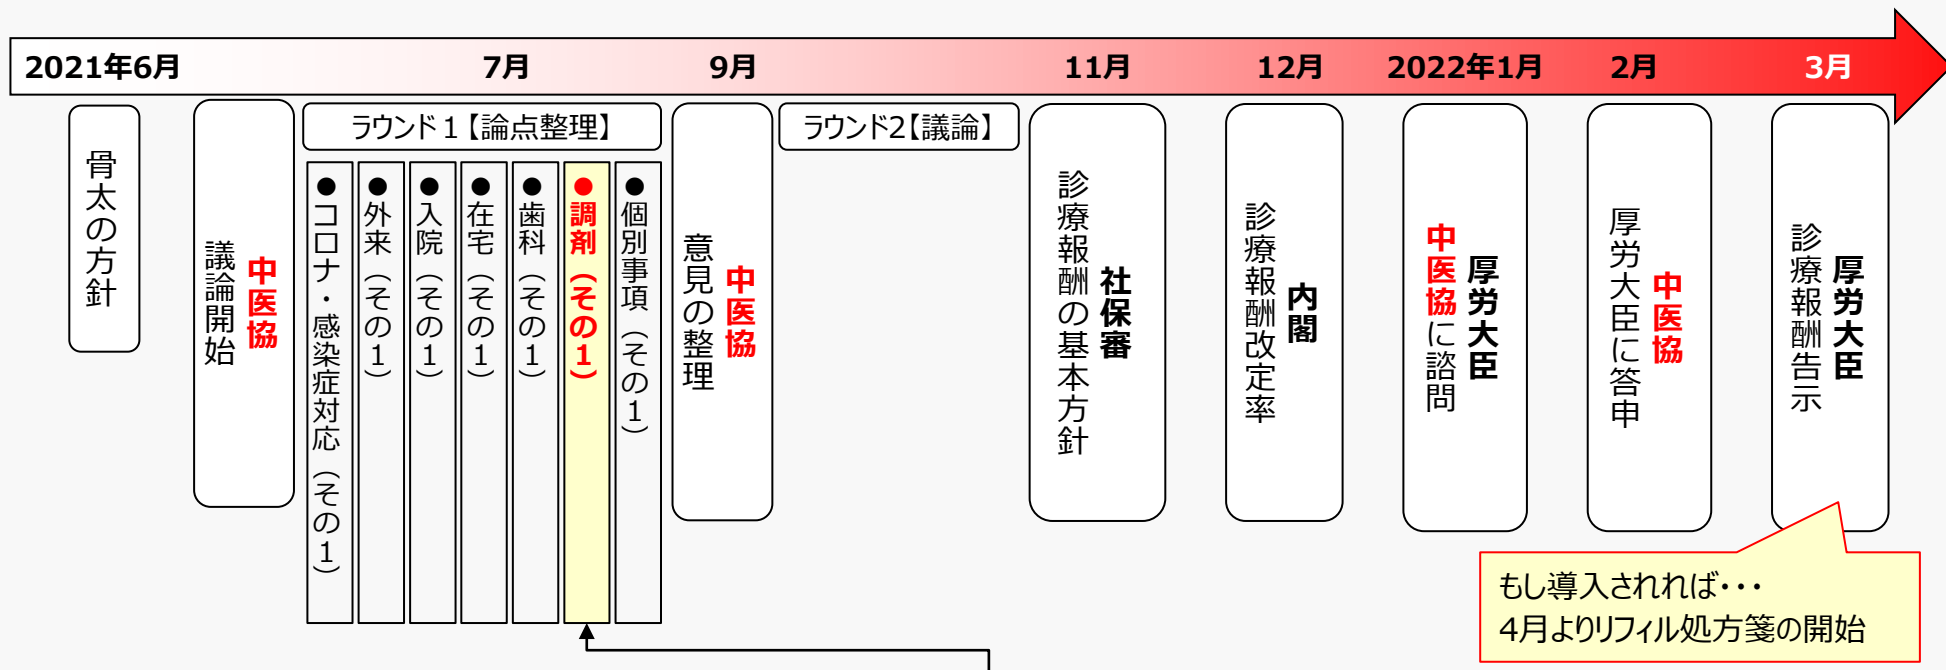 2021年6月
7月
9月
11月
12月
2022年1月
2月
3月
骨太の方針
中医協
議論開始
ラウンド1【論点整理】
●コロナ・感染症対応（その1）
●外来（その1）
●入院（その1）
●在宅（その1）
●歯科（その1）
●調剤（その1）
●個別事項（その1）
中医協
意見の整理
ラウンド2【議論】
社保審
診療報酬の基本方針
内閣
診療報酬改定率
厚労大臣
中医協に諮問
中医協
厚労大臣に答申
厚労大臣
診療報酬告示
もし導入されれば・・・
4月よりリフィル処方箋の開始